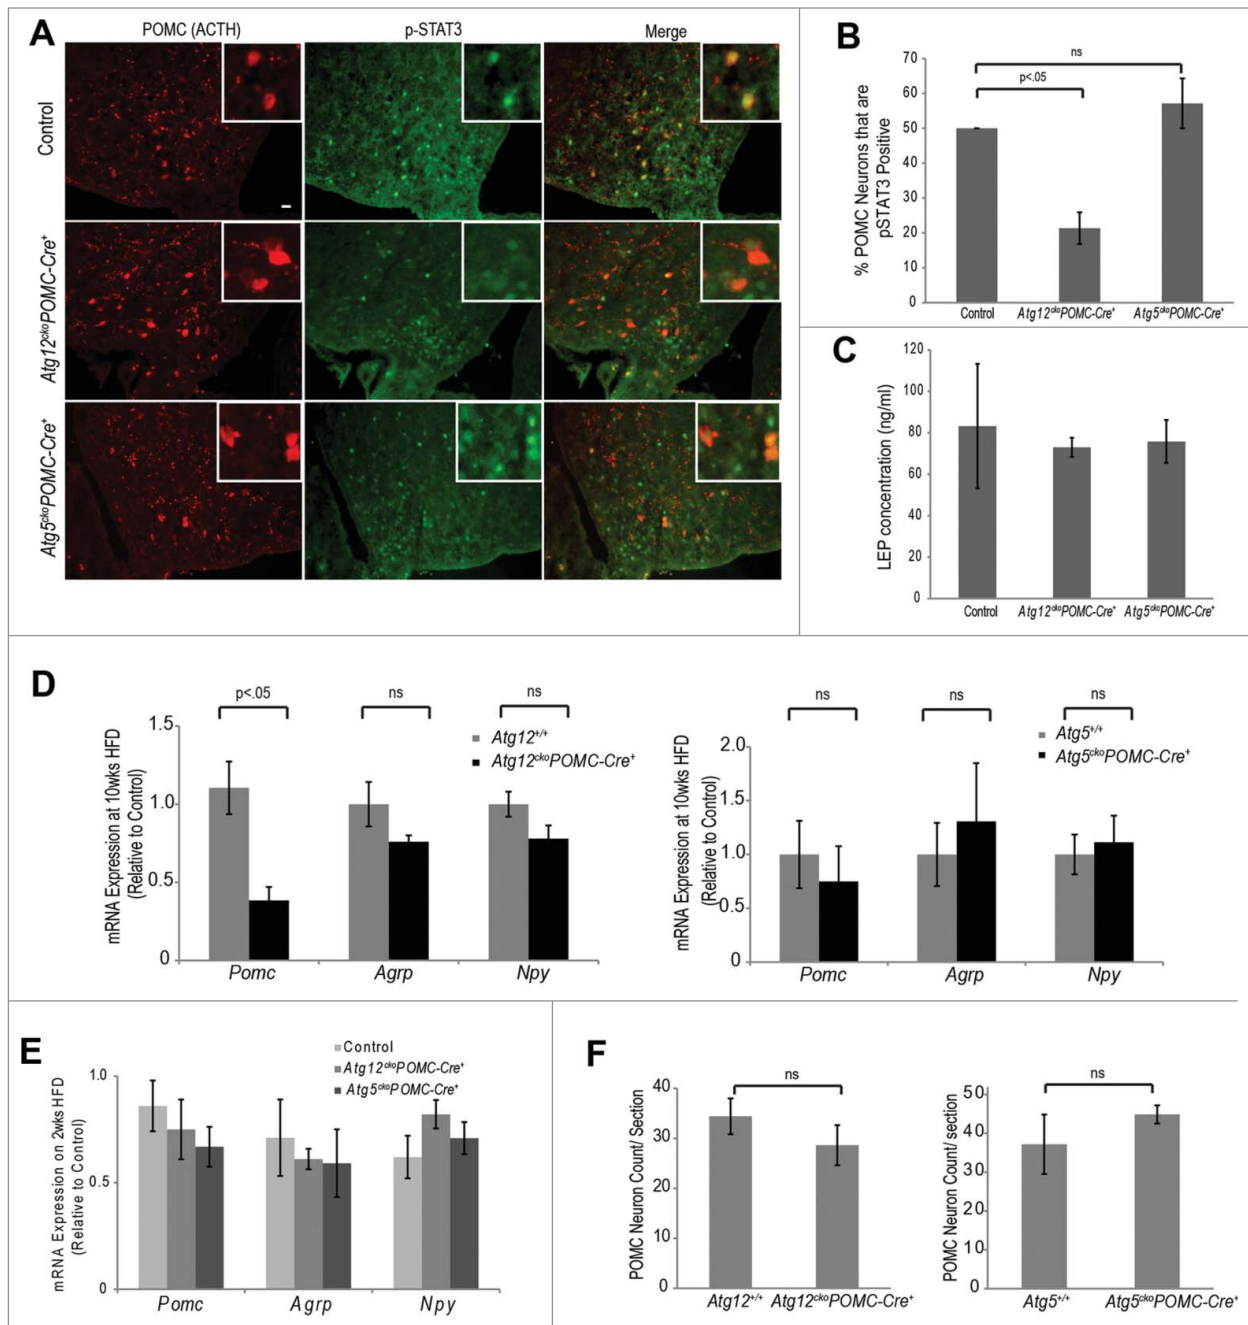 A
POMC (ACTH)
p-STAT3
Merge
Control
Atg12ckoPOMC-Cre+
Atg5ckoPOMC-Cre+
B
% POMC Neurons that are
pSTAT3 Positive
70
60
50
40
30
20
10
0
ns
p<.05
Control
Atg12ckoPOMC-Cre+
Atg5ckoPOMC-Cre+
C
LEP concentration (ng/ml)
120
100
80
60
40
20
0
Control
Atg12ckoPOMC-Cre+
Atg5ckoPOMC-Cre+
D
mRNA Expression at 10wks HFD
(Relative to Control)
1.5
1.0
0.5
0
p<.05
ns
ns
Atg12+/+
Atg12ckoPOMC-Cre+
Pomc
Agrp
Npy
mRNA Expression at 10wks HFD
(Relative to Control)
2.0
1.5
1.0
0.5
0
ns
ns
ns
Atg5+/+
Atg5ckoPOMC-Cre+
Pomc
Agrp
Npy
E
mRNA Expression on 2wks HFD
(Relative to Control)
1.0
0.5
0
Control
Atg12ckoPOMC-Cre+
Atg5ckoPOMC-Cre+
Pomc
Agrp
Npy
F
POMC Neuron Count/ Section
40
30
20
10
0
ns
Atg12+/+
Atg12ckoPOMC-Cre+
POMC Neuron Count/ section
50
40
30
20
10
0
ns
Atg5+/+
Atg5ckoPOMC-Cre+